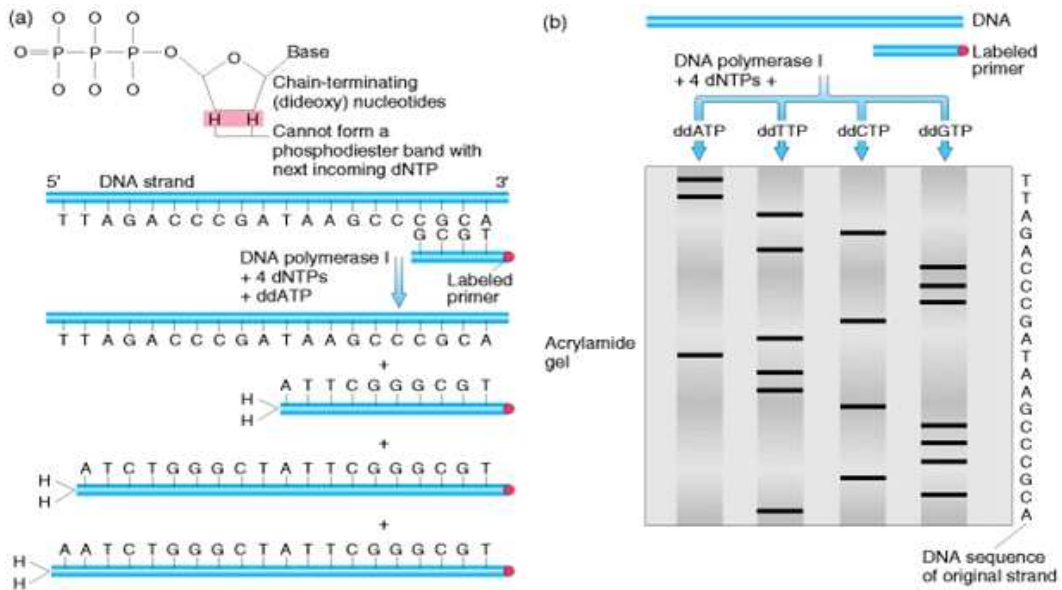 (a)
O O O
O=P—P—P—O
O O O
O
Base
Chain-terminating
(dideoxy) nucleotides
H H
Cannot form a
phosphodiester band with
next incoming dNTP
5' DNA strand 3'
T T A G A C C C G A T A A G C C C G C A
G C G T
DNA polymerase I
+ 4 dNTPs
+ ddATP
Labeled
primer
T T A G A C C C G A T A A G C C C G C A
+
A T T C G G G C G T
H
H
+
A T C T G G G C T A T T C G G G C G T
H
H
+
A A T C T G G G C T A T T C G G G C G T
H
H
(b)
DNA
Labeled
primer
DNA polymerase I
+ 4 dNTPs +
ddATP ddTTP ddCTP ddGTP
Acrylamide
gel
T
T
A
G
A
C
C
C
G
A
T
A
A
G
C
C
C
G
C
A
DNA sequence
of original strand